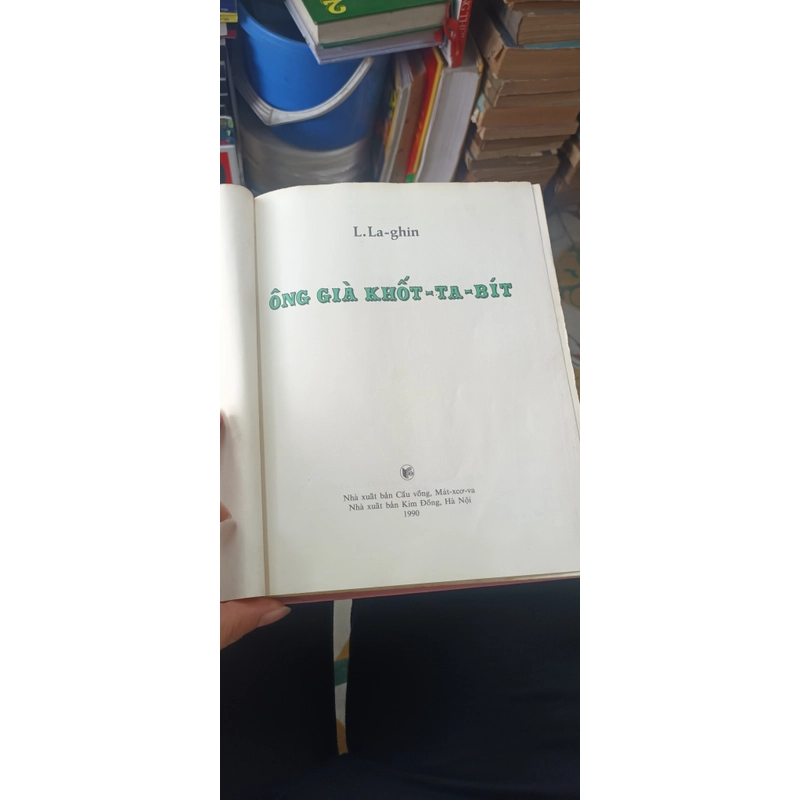 L.La-ghin
ÔNG GIÀ KHỐT-TA-BÍT
Nhà xuất bản Cầu vồng, Mát-xcơ-va
Nhà xuất bản Kim Đồng, Hà Nội
1990